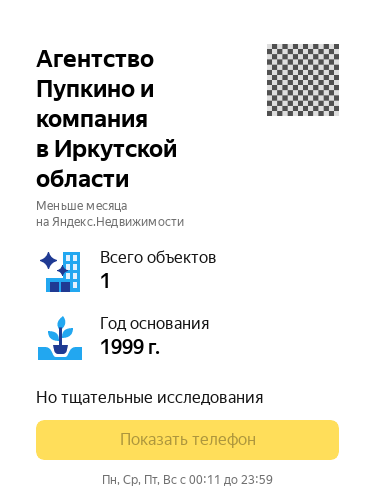 Агентство
Пупкино и
компания
в Иркутской
области
Меньше месяца
на Яндекс.Недвижимости
Всего объектов
1
Год основания
1999 г.
Но тщательные исследования
Показать телефон
Пн, Ср, Пт, Вс с 00:11 до 23:59